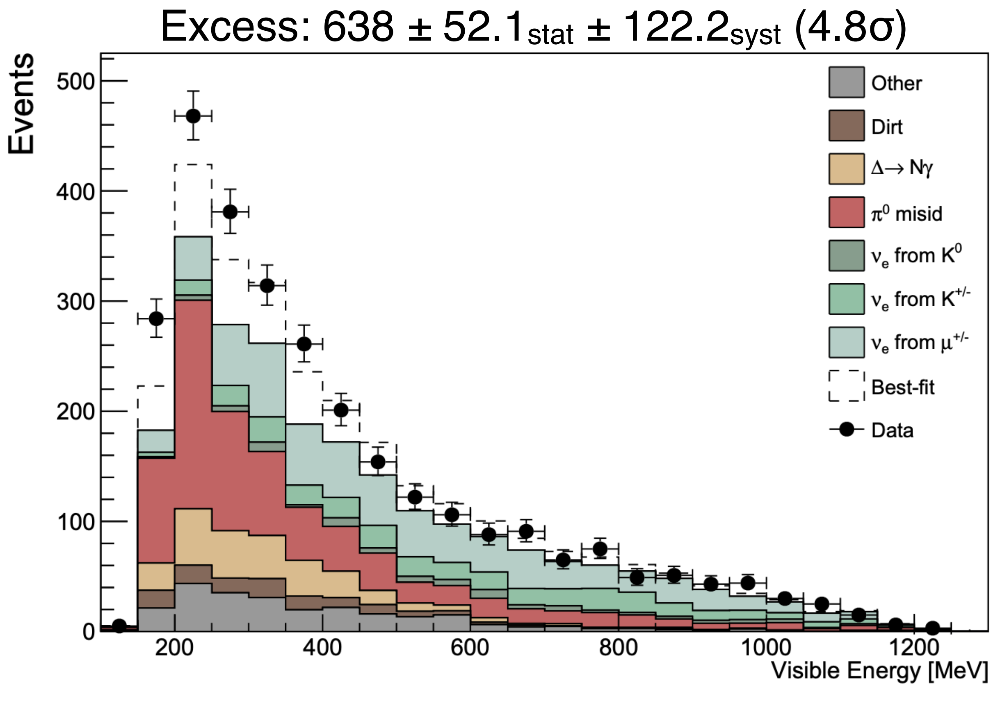 Excess: 638 ± 52.1stat ± 122.2syst (4.8σ)
Events
500
400
300
200
100
0
Other
Dirt
Δ→ Nγ
π⁰ misid
νe from K⁰
νe from K+/-
νe from μ+/-
Best-fit
Data
200 400 600 800 1000 1200
Visible Energy [MeV]